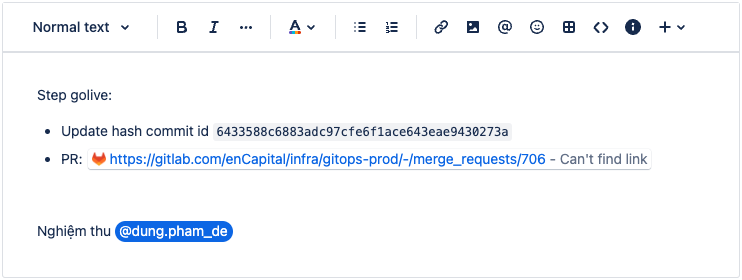 Normal text
Step golive:
Update hash commit id 6433588c6883adc97cfe6f1ace643eae9430273a
PR: https://gitlab.com/enCapital/infra/gitops-prod/-/merge_requests/706 - Can't find link
Nghiệm thu @dung.pham_de